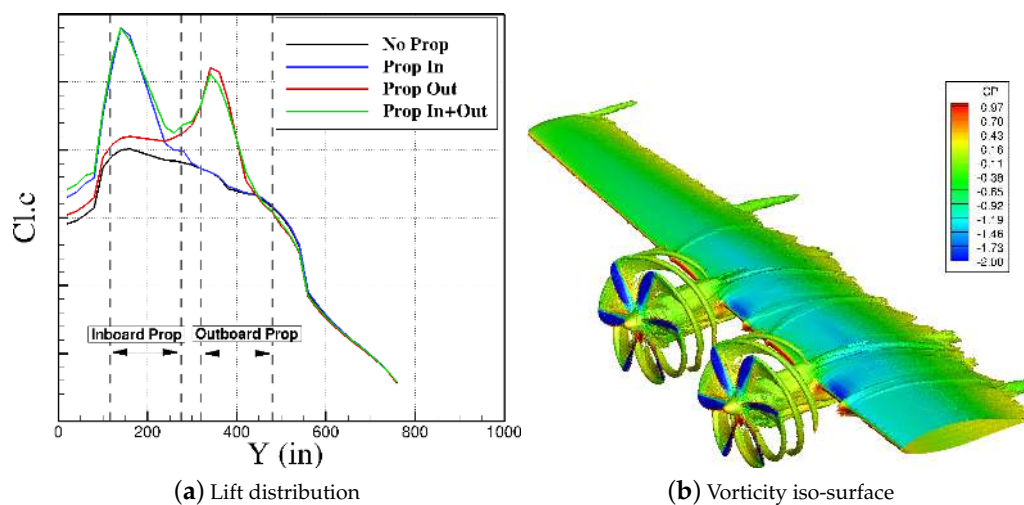 No Prop
Prop In
Prop Out
Prop In+Out
Cl.c
Inboard Prop
Outboard Prop
0 200 400 600 800 1000
Y (in)
CP
0.97
0.70
0.43
0.16
-0.11
-0.38
-0.65
-0.92
-1.19
-1.46
-1.73
-2.00
(a) Lift distribution
(b) Vorticity iso-surface